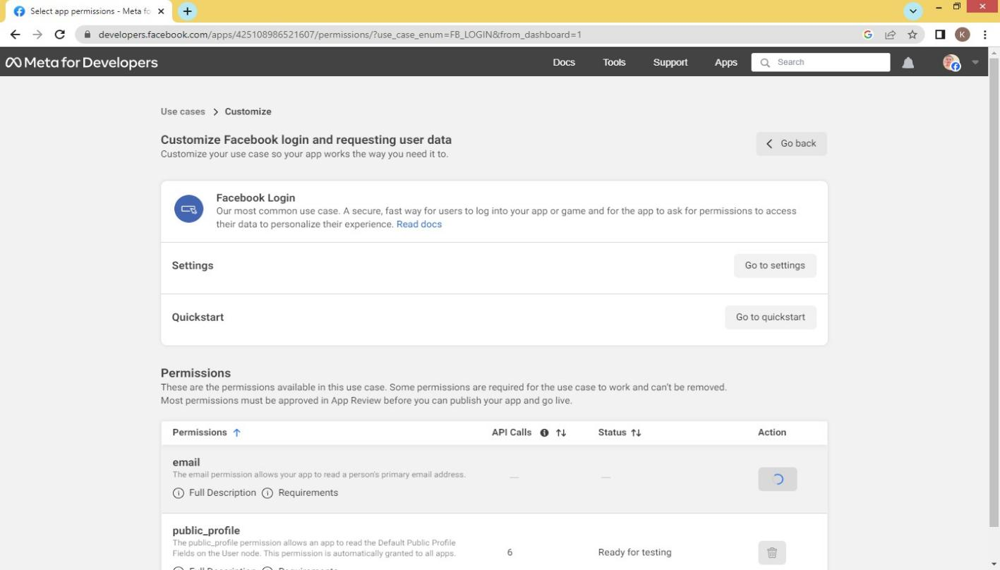 Select app permissions - Meta fo
developers.facebook.com/apps/425108986521607/permissions/?use_case_enum=FB_LOGIN&from_dashboard=1
G
K
Meta for Developers
Docs
Tools
Support
Apps
Search
Use cases > Customize
Customize Facebook login and requesting user data
Customize your use case so your app works the way you need it to.
Go back
Facebook Login
Our most common use case. A secure, fast way for users to log into your app or game and for the app to ask for permissions to access
their data to personalize their experience. Read docs
Settings
Go to settings
Quickstart
Go to quickstart
Permissions
These are the permissions available in this use case. Some permissions are required for the use case to work and can't be removed.
Most permissions must be approved in App Review before you can publish your app and go live.
Permissions API Calls Status Action
email
The email permission allows your app to read a person's primary email address.
— —
Full Description Requirements
public_profile
The public_profile permission allows an app to read the Default Public Profile
Fields on the User node. This permission is automatically granted to all apps.
6 Ready for testing
Full Description Requirements